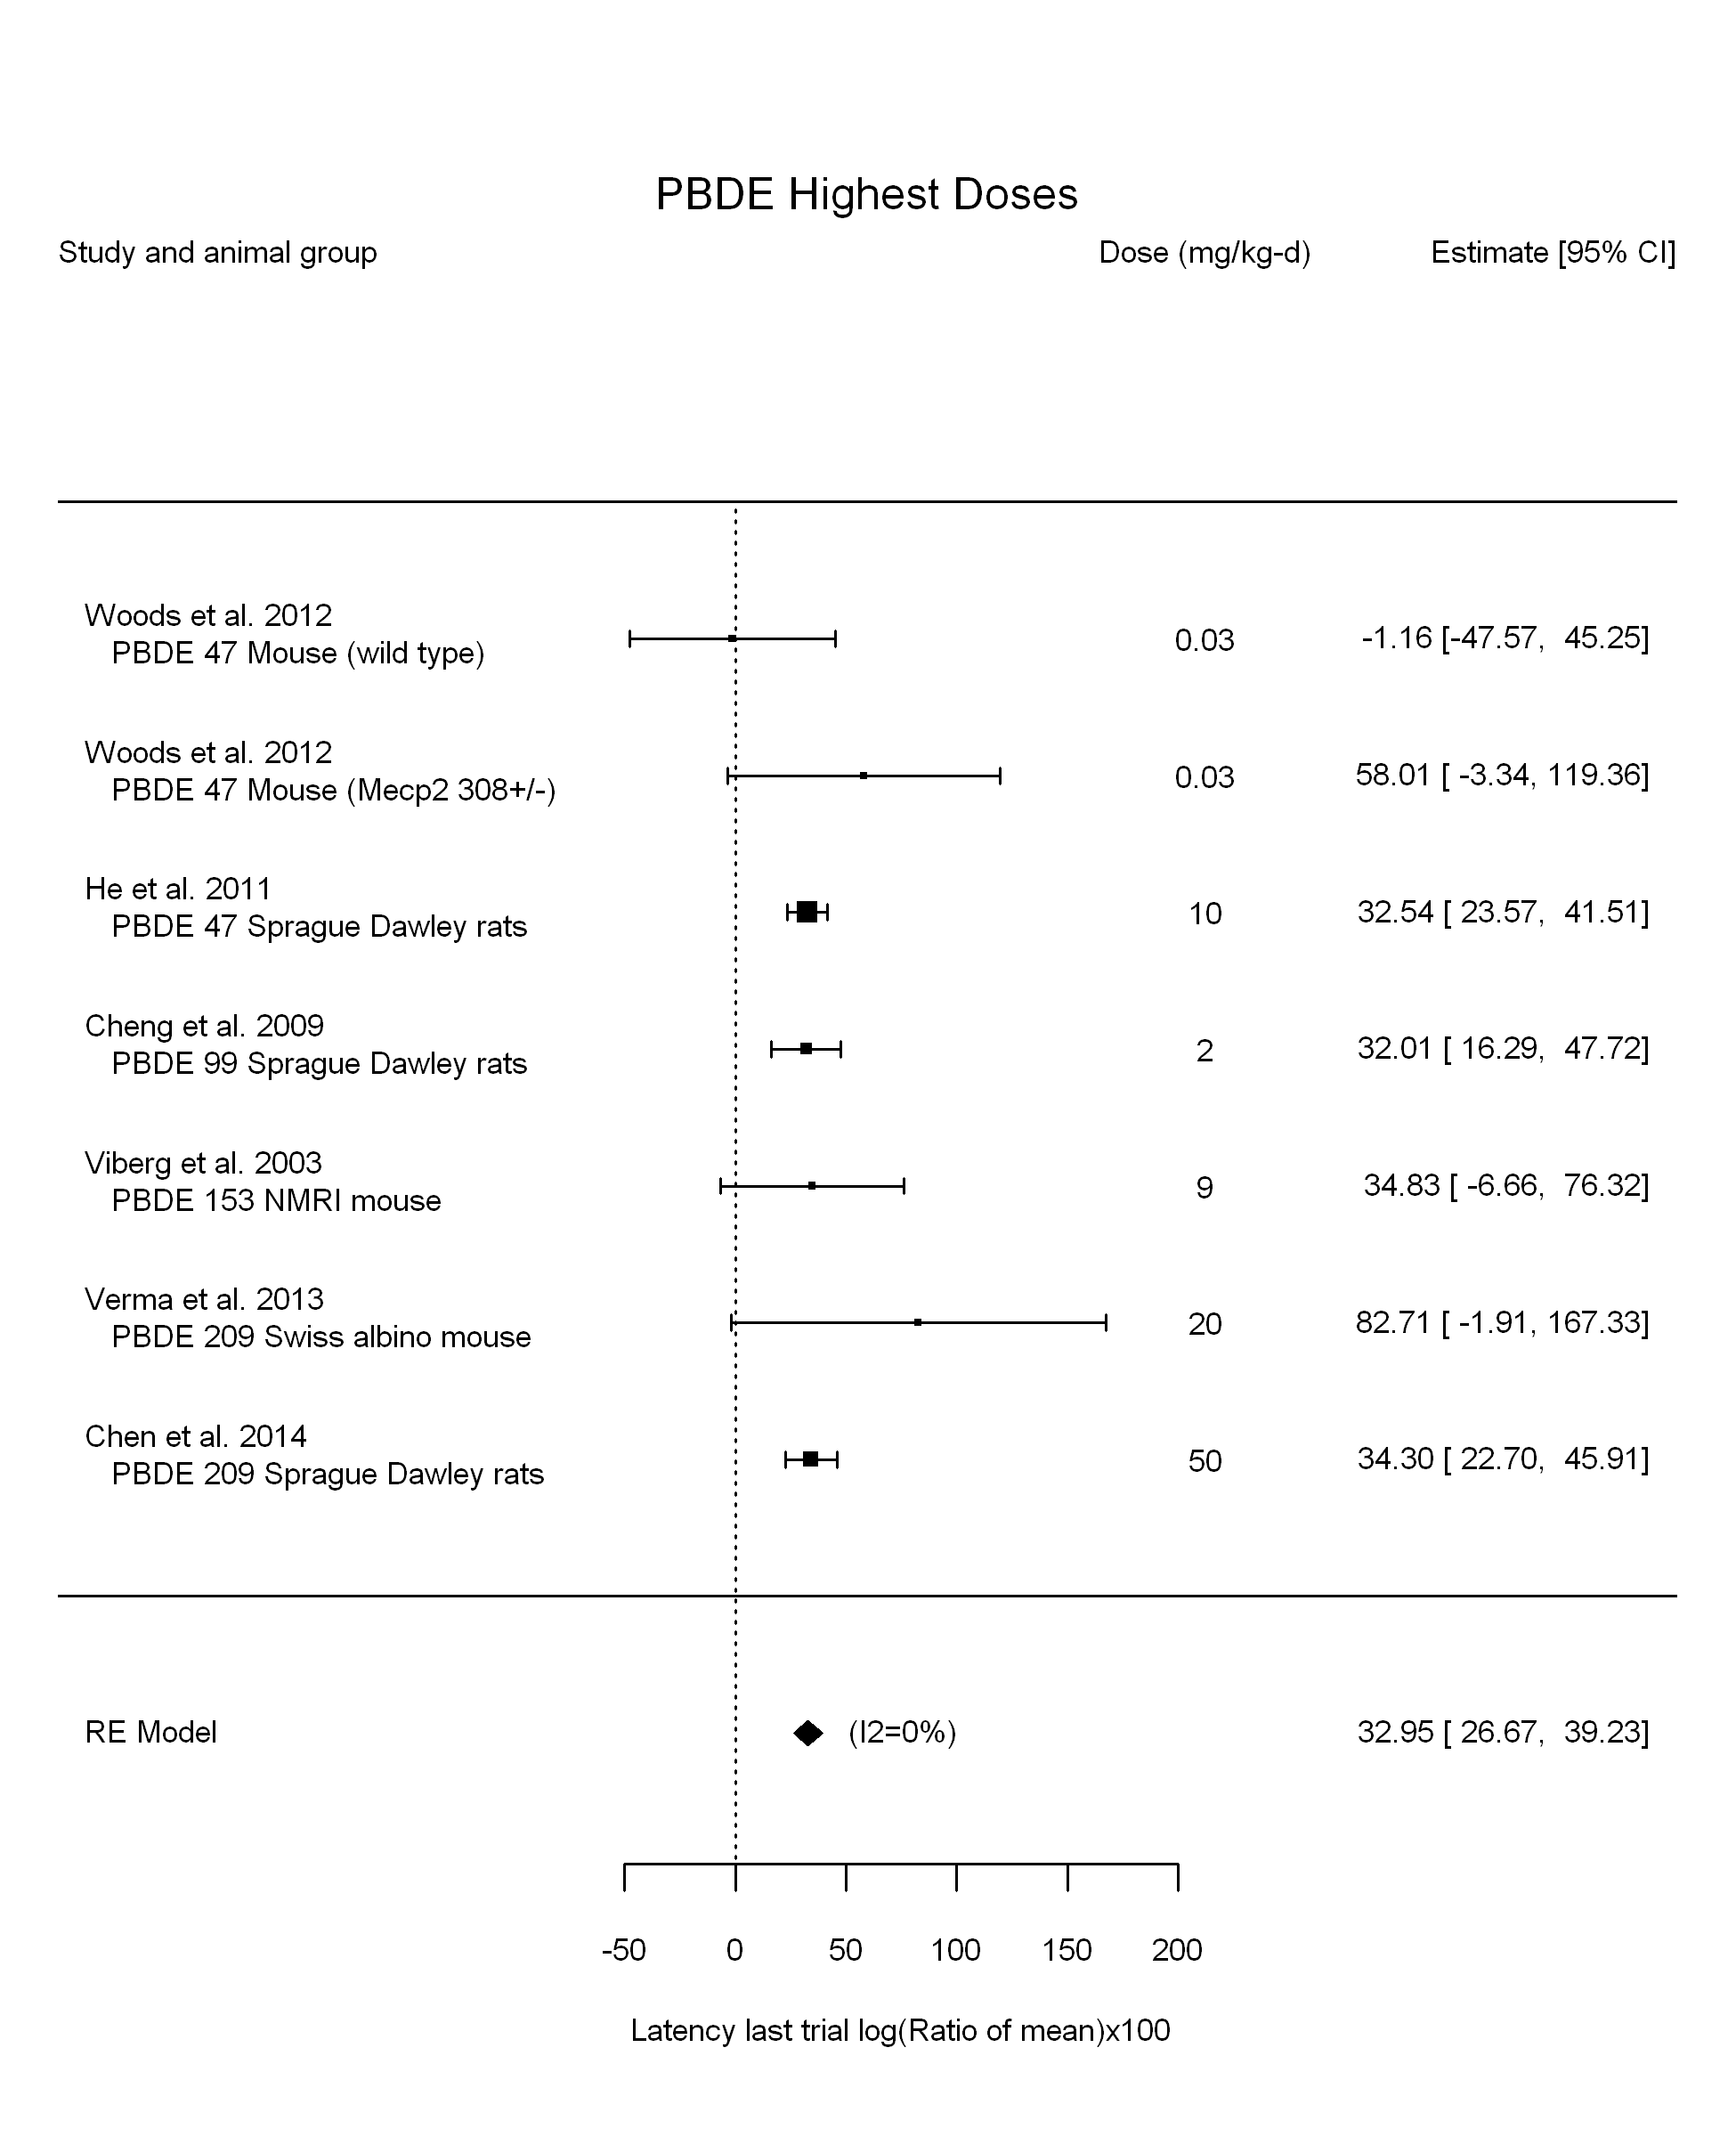 PBDE Highest Doses
Study and animal group Dose (mg/kg-d) Estimate [95% CI]
Woods et al. 2012
PBDE 47 Mouse (wild type) 0.03 -1.16 [-47.57, 45.25]
Woods et al. 2012
PBDE 47 Mouse (Mecp2 308+/-) 0.03 58.01 [ -3.34, 119.36]
He et al. 2011
PBDE 47 Sprague Dawley rats 10 32.54 [ 23.57, 41.51]
Cheng et al. 2009
PBDE 99 Sprague Dawley rats 2 32.01 [ 16.29, 47.72]
Viberg et al. 2003
PBDE 153 NMRI mouse 9 34.83 [ -6.66, 76.32]
Verma et al. 2013
PBDE 209 Swiss albino mouse 20 82.71 [ -1.91, 167.33]
Chen et al. 2014
PBDE 209 Sprague Dawley rats 50 34.30 [ 22.70, 45.91]
RE Model (I2=0%) 32.95 [ 26.67, 39.23]
-50 0 50 100 150 200
Latency last trial log(Ratio of mean)x100